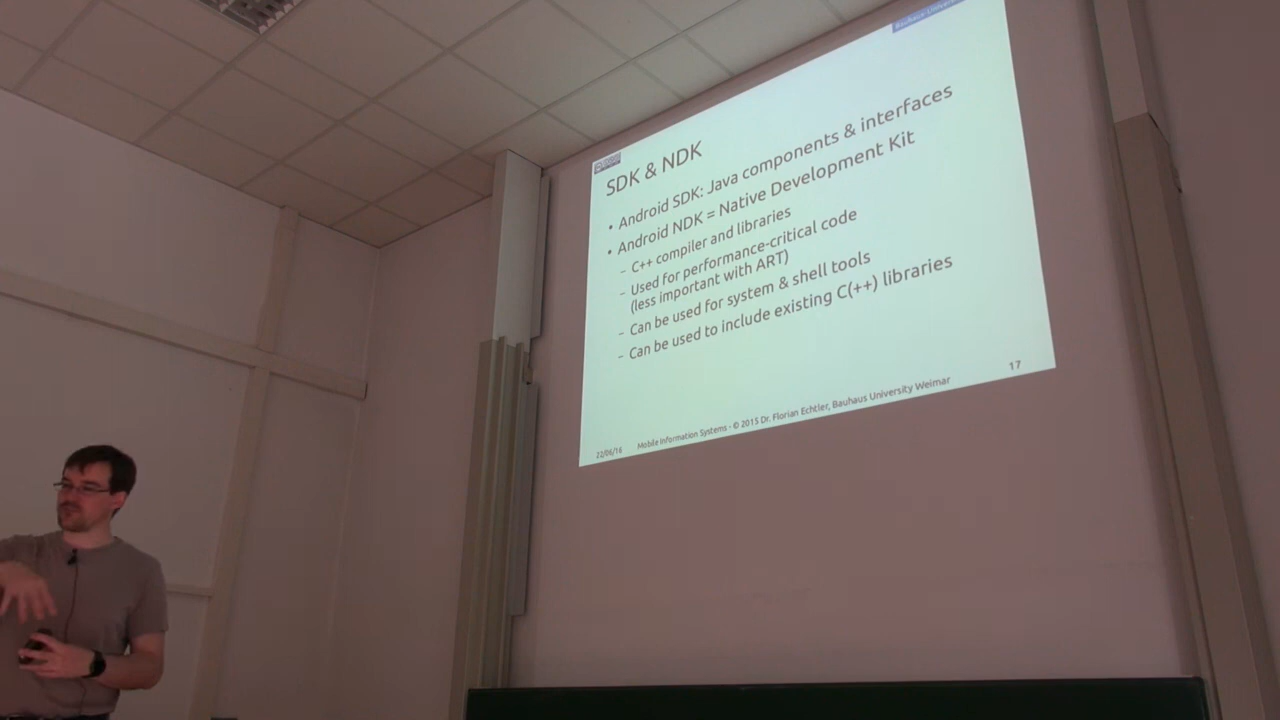 Bauhaus-Univers
SDK & NDK
• Android SDK: Java components & interfaces
• Android NDK = Native Development Kit
– C++ compiler and libraries
– Used for performance-critical code
(less important with ART)
– Can be used for system & shell tools
– Can be used to include existing C(++) libraries
22/06/16 Mobile Information Systems - © 2015 Dr. Florian Echtler, Bauhaus University Weimar 17